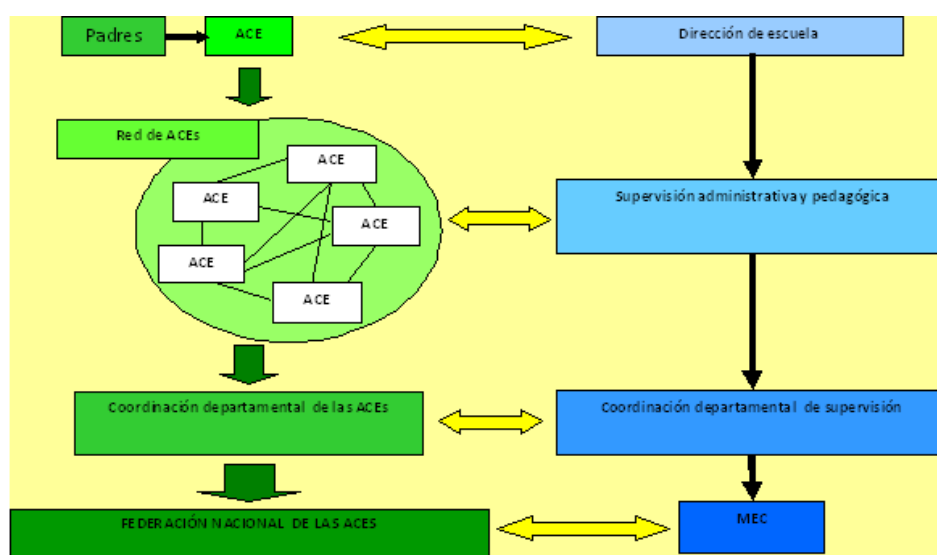 Padres
ACE
Dirección de escuela
Red de ACEs
ACE
ACE
ACE
ACE
ACE
Supervisión administrativa y pedagógica
Coordinación departamental de las ACEs
Coordinación departamental de supervisión
FEDERACIÓN NACIONAL DE LAS ACES
MEC